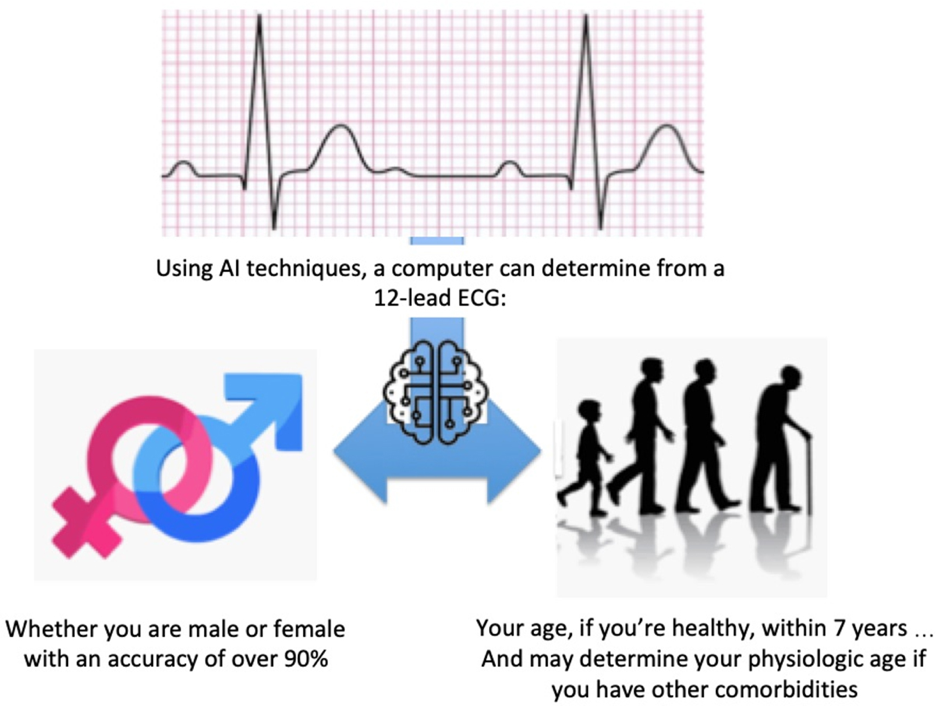 Using AI techniques, a computer can determine from a
12-lead ECG:
Whether you are male or female
with an accuracy of over 90%
Your age, if you’re healthy, within 7 years …
And may determine your physiologic age if
you have other comorbidities